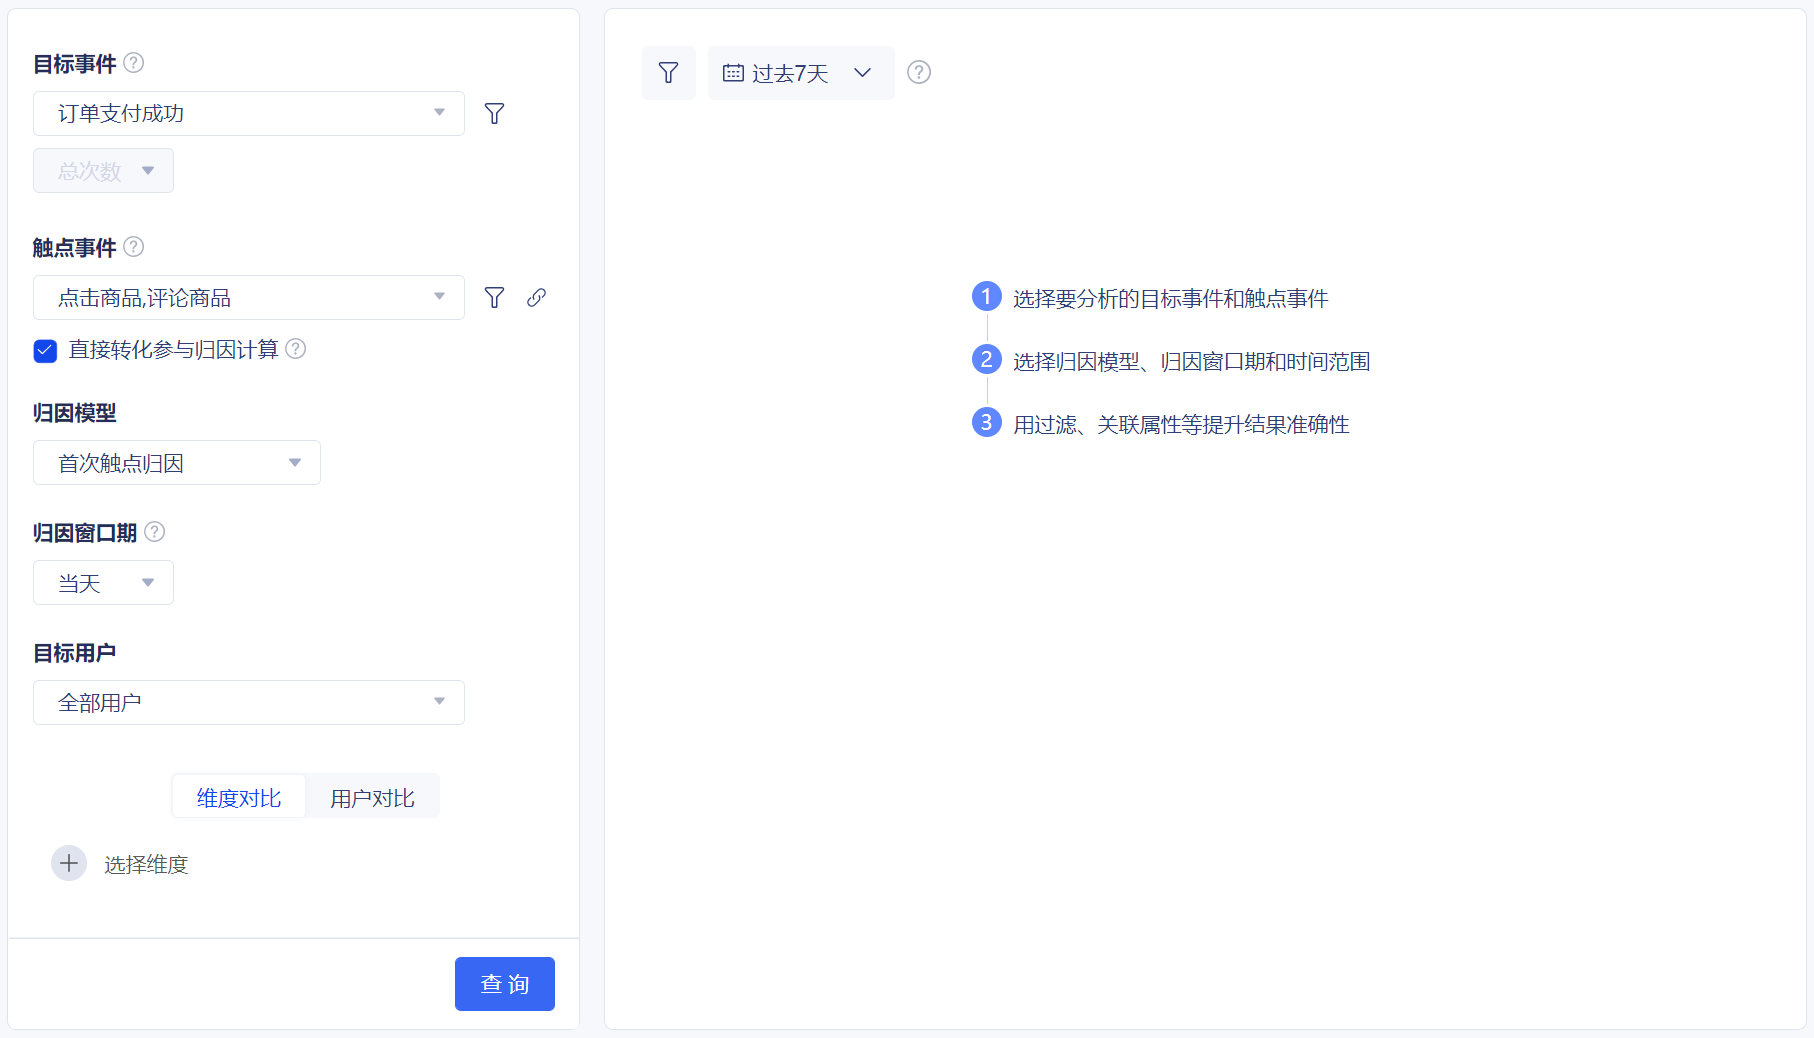 目标事件
订单支付成功
总次数
触点事件
点击商品,评论商品
直接转化参与归因计算
归因模型
首次触点归因
归因窗口期
当天
目标用户
全部用户
维度对比
用户对比
选择维度
查询
过去7天
1 选择要分析的目标事件和触点事件
2 选择归因模型、归因窗口期和时间范围
3 用过滤、关联属性等提升结果准确性